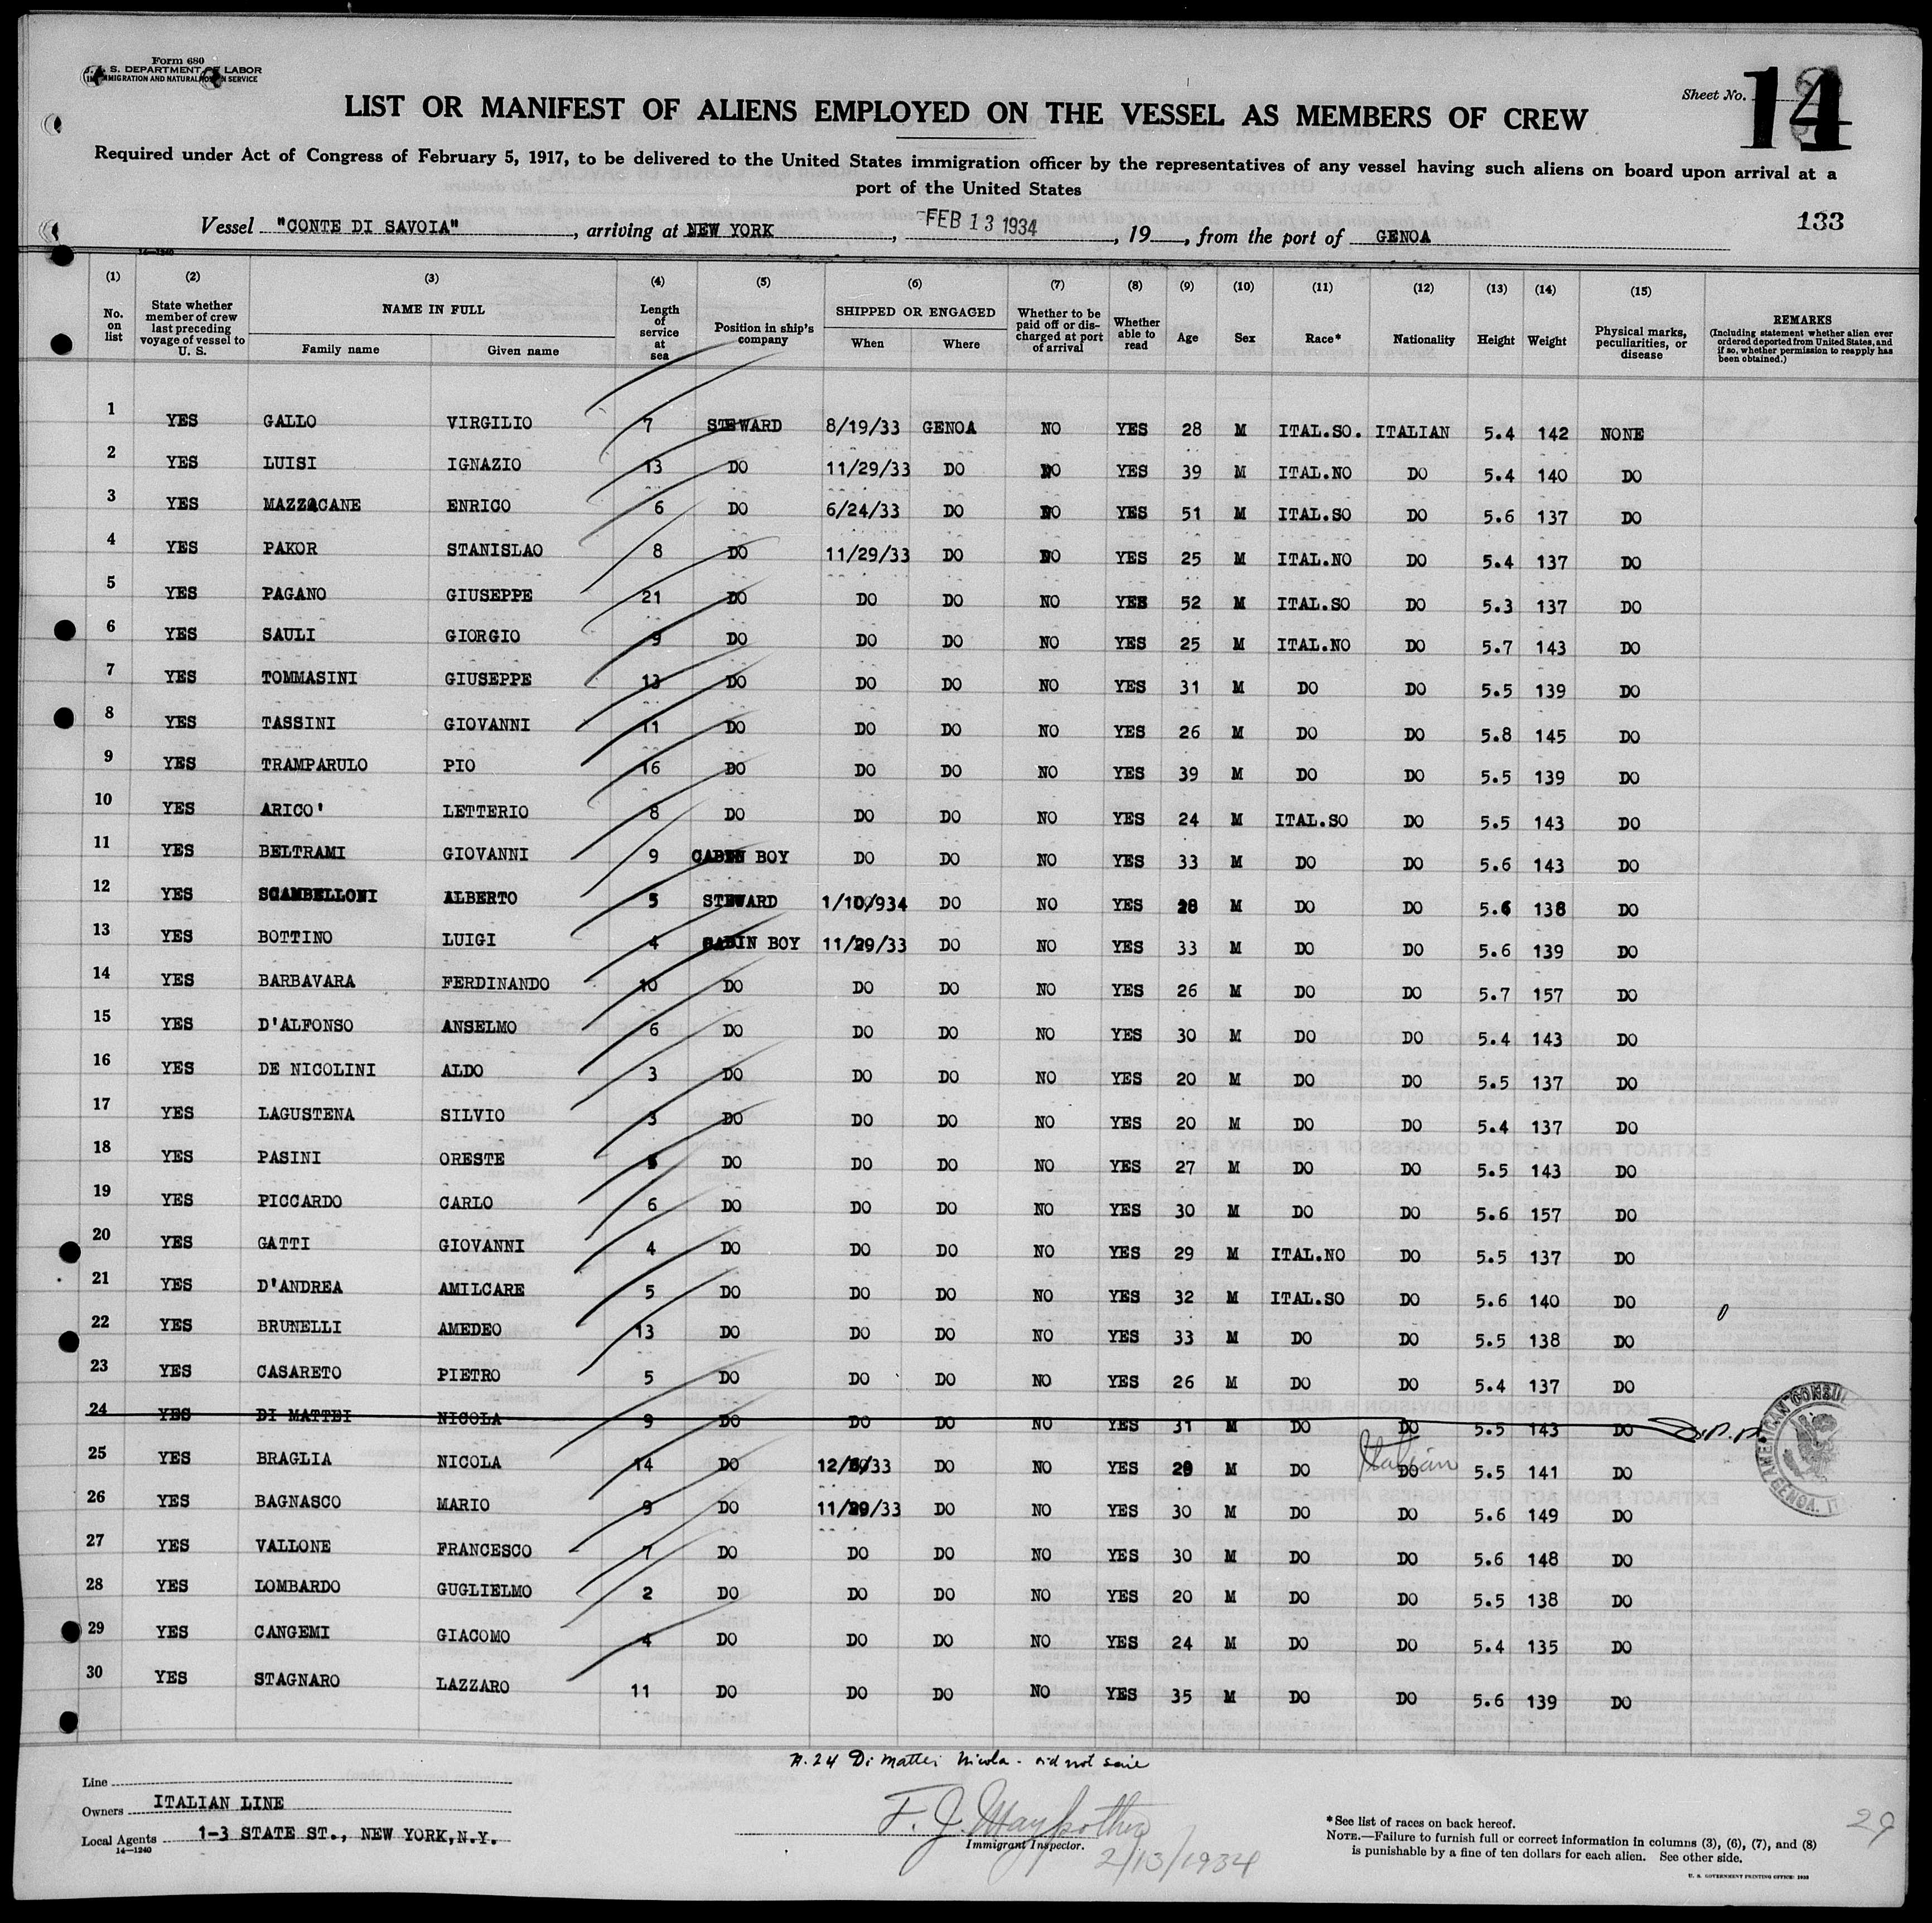 Form 680
U. S. DEPARTMENT OF LABOR
IMMIGRATION AND NATURALIZATION SERVICE
Sheet No. 14
LIST OR MANIFEST OF ALIENS EMPLOYED ON THE VESSEL AS MEMBERS OF CREW
Required under Act of Congress of February 5, 1917, to be delivered to the United States immigration officer by the representatives of any vessel having such aliens on board upon arrival at a
port of the United States
Vessel "CONTE DI SAVOIA", arriving at NEW YORK, FEB 13 1934, 19__, from the port of GENOA
133
14—1240
(1) (2) (3) (4) (5) (6) (7) (8) (9) (10) (11) (12) (13) (14) (15)
No. on list
State whether member of crew last preceding voyage of vessel to U. S.
NAME IN FULL
Family name Given name
Length of service at sea
Position in ship's company
SHIPPED OR ENGAGED
When Where
Whether to be paid off or discharged at port of arrival
Whether able to read
Age
Sex
Race*
Nationality
Height
Weight
Physical marks, peculiarities, or disease
REMARKS
(Including statement whether alien ever ordered deported from United States, and if so, whether permission to reapply has been obtained.)
1 YES GALLO VIRGILIO 7 STEWARD 8/19/33 GENOA NO YES 28 M ITAL.SO. ITALIAN 5.4 142 NONE
2 YES LUISI IGNAZIO 13 DO 11/29/33 DO NO YES 39 M ITAL.NO DO 5.4 140 DO
3 YES MAZZACANE ENRICO 6 DO 6/24/33 DO NO YES 51 M ITAL.SO DO 5.6 137 DO
4 YES PAKOR STANISLAO 8 DO 11/29/33 DO NO YES 25 M ITAL.NO DO 5.4 137 DO
5 YES PAGANO GIUSEPPE 21 DO DO DO NO YES 52 M ITAL.SO DO 5.3 137 DO
6 YES SAULI GIORGIO 9 DO DO DO NO YES 25 M ITAL.NO DO 5.7 143 DO
7 YES TOMMASINI GIUSEPPE 13 DO DO DO NO YES 31 M DO DO 5.5 139 DO
8 YES TASSINI GIOVANNI 11 DO DO DO NO YES 26 M DO DO 5.8 145 DO
9 YES TRAMPARULO PIO 16 DO DO DO NO YES 39 M DO DO 5.5 139 DO
10 YES ARICO' LETTERIO 8 DO DO DO NO YES 24 M ITAL.SO DO 5.5 143 DO
11 YES BELTRAMI GIOVANNI 9 CABIN BOY DO DO NO YES 33 M DO DO 5.6 143 DO
12 YES SCAMBELLONI ALBERTO 5 STEWARD 1/10/934 DO NO YES 28 M DO DO 5.6 138 DO
13 YES BOTTINO LUIGI 4 CABIN BOY 11/29/33 DO NO YES 33 M DO DO 5.6 139 DO
14 YES BARBAVARA FERDINANDO 10 DO DO DO NO YES 26 M DO DO 5.7 157 DO
15 YES D'ALFONSO ANSELMO 6 DO DO DO NO YES 30 M DO DO 5.4 143 DO
16 YES DE NICOLINI ALDO 3 DO DO DO NO YES 20 M DO DO 5.5 137 DO
17 YES LAGUSTENA SILVIO 3 DO DO DO NO YES 20 M DO DO 5.4 137 DO
18 YES PASINI ORESTE DO DO DO NO YES 27 M DO DO 5.5 143 DO
19 YES PICCARDO CARLO 6 DO DO DO NO YES 30 M DO DO 5.6 157 DO
20 YES GATTI GIOVANNI 4 DO DO DO NO YES 29 M ITAL.NO DO 5.5 137 DO
21 YES D'ANDREA AMILCARE 5 DO DO DO NO YES 32 M ITAL.SO DO 5.6 140 DO
22 YES BRUNELLI AMEDEO 13 DO DO DO NO YES 33 M DO DO 5.5 138 DO
23 YES CASARETO PIETRO 5 DO DO DO NO YES 26 M DO DO 5.4 137 DO
24 YES DI MATTEI NICOLA 9 DO DO DO NO YES 31 M DO DO 5.5 143 DO
25 YES BRAGLIA NICOLA 14 DO DO NO YES 29 M DO Italian DO 5.5 141 DO
26 YES BAGNASCO MARIO 9 DO 11/29/33 DO NO YES 30 M DO DO 5.6 149 DO
27 YES VALLONE FRANCESCO 7 DO DO DO NO YES 30 M DO DO 5.6 148 DO
28 YES LOMBARDO GUGLIELMO 2 DO DO DO NO YES 20 M DO DO 5.5 138 DO
29 YES CANGEMI GIACOMO 4 DO DO DO NO YES 24 M DO DO 5.4 135 DO
30 YES STAGNARO LAZZARO 11 DO DO DO NO YES 35 M DO DO 5.6 139 DO
AMERICAN CONSUL
GENOA, IT
N. 24 Di Mattei Nicola - did not sail
Line
Owners ITALIAN LINE
Local Agents 1-3 STATE ST., NEW YORK,N.Y.
14—1240
F. J.
Immigrant Inspector.
2/13/1934
*See list of races on back hereof.
NOTE.—Failure to furnish full or correct information in columns (3), (6), (7), and (8)
is punishable by a fine of ten dollars for each alien. See other side.
U. S. GOVERNMENT PRINTING OFFICE: 1933
29